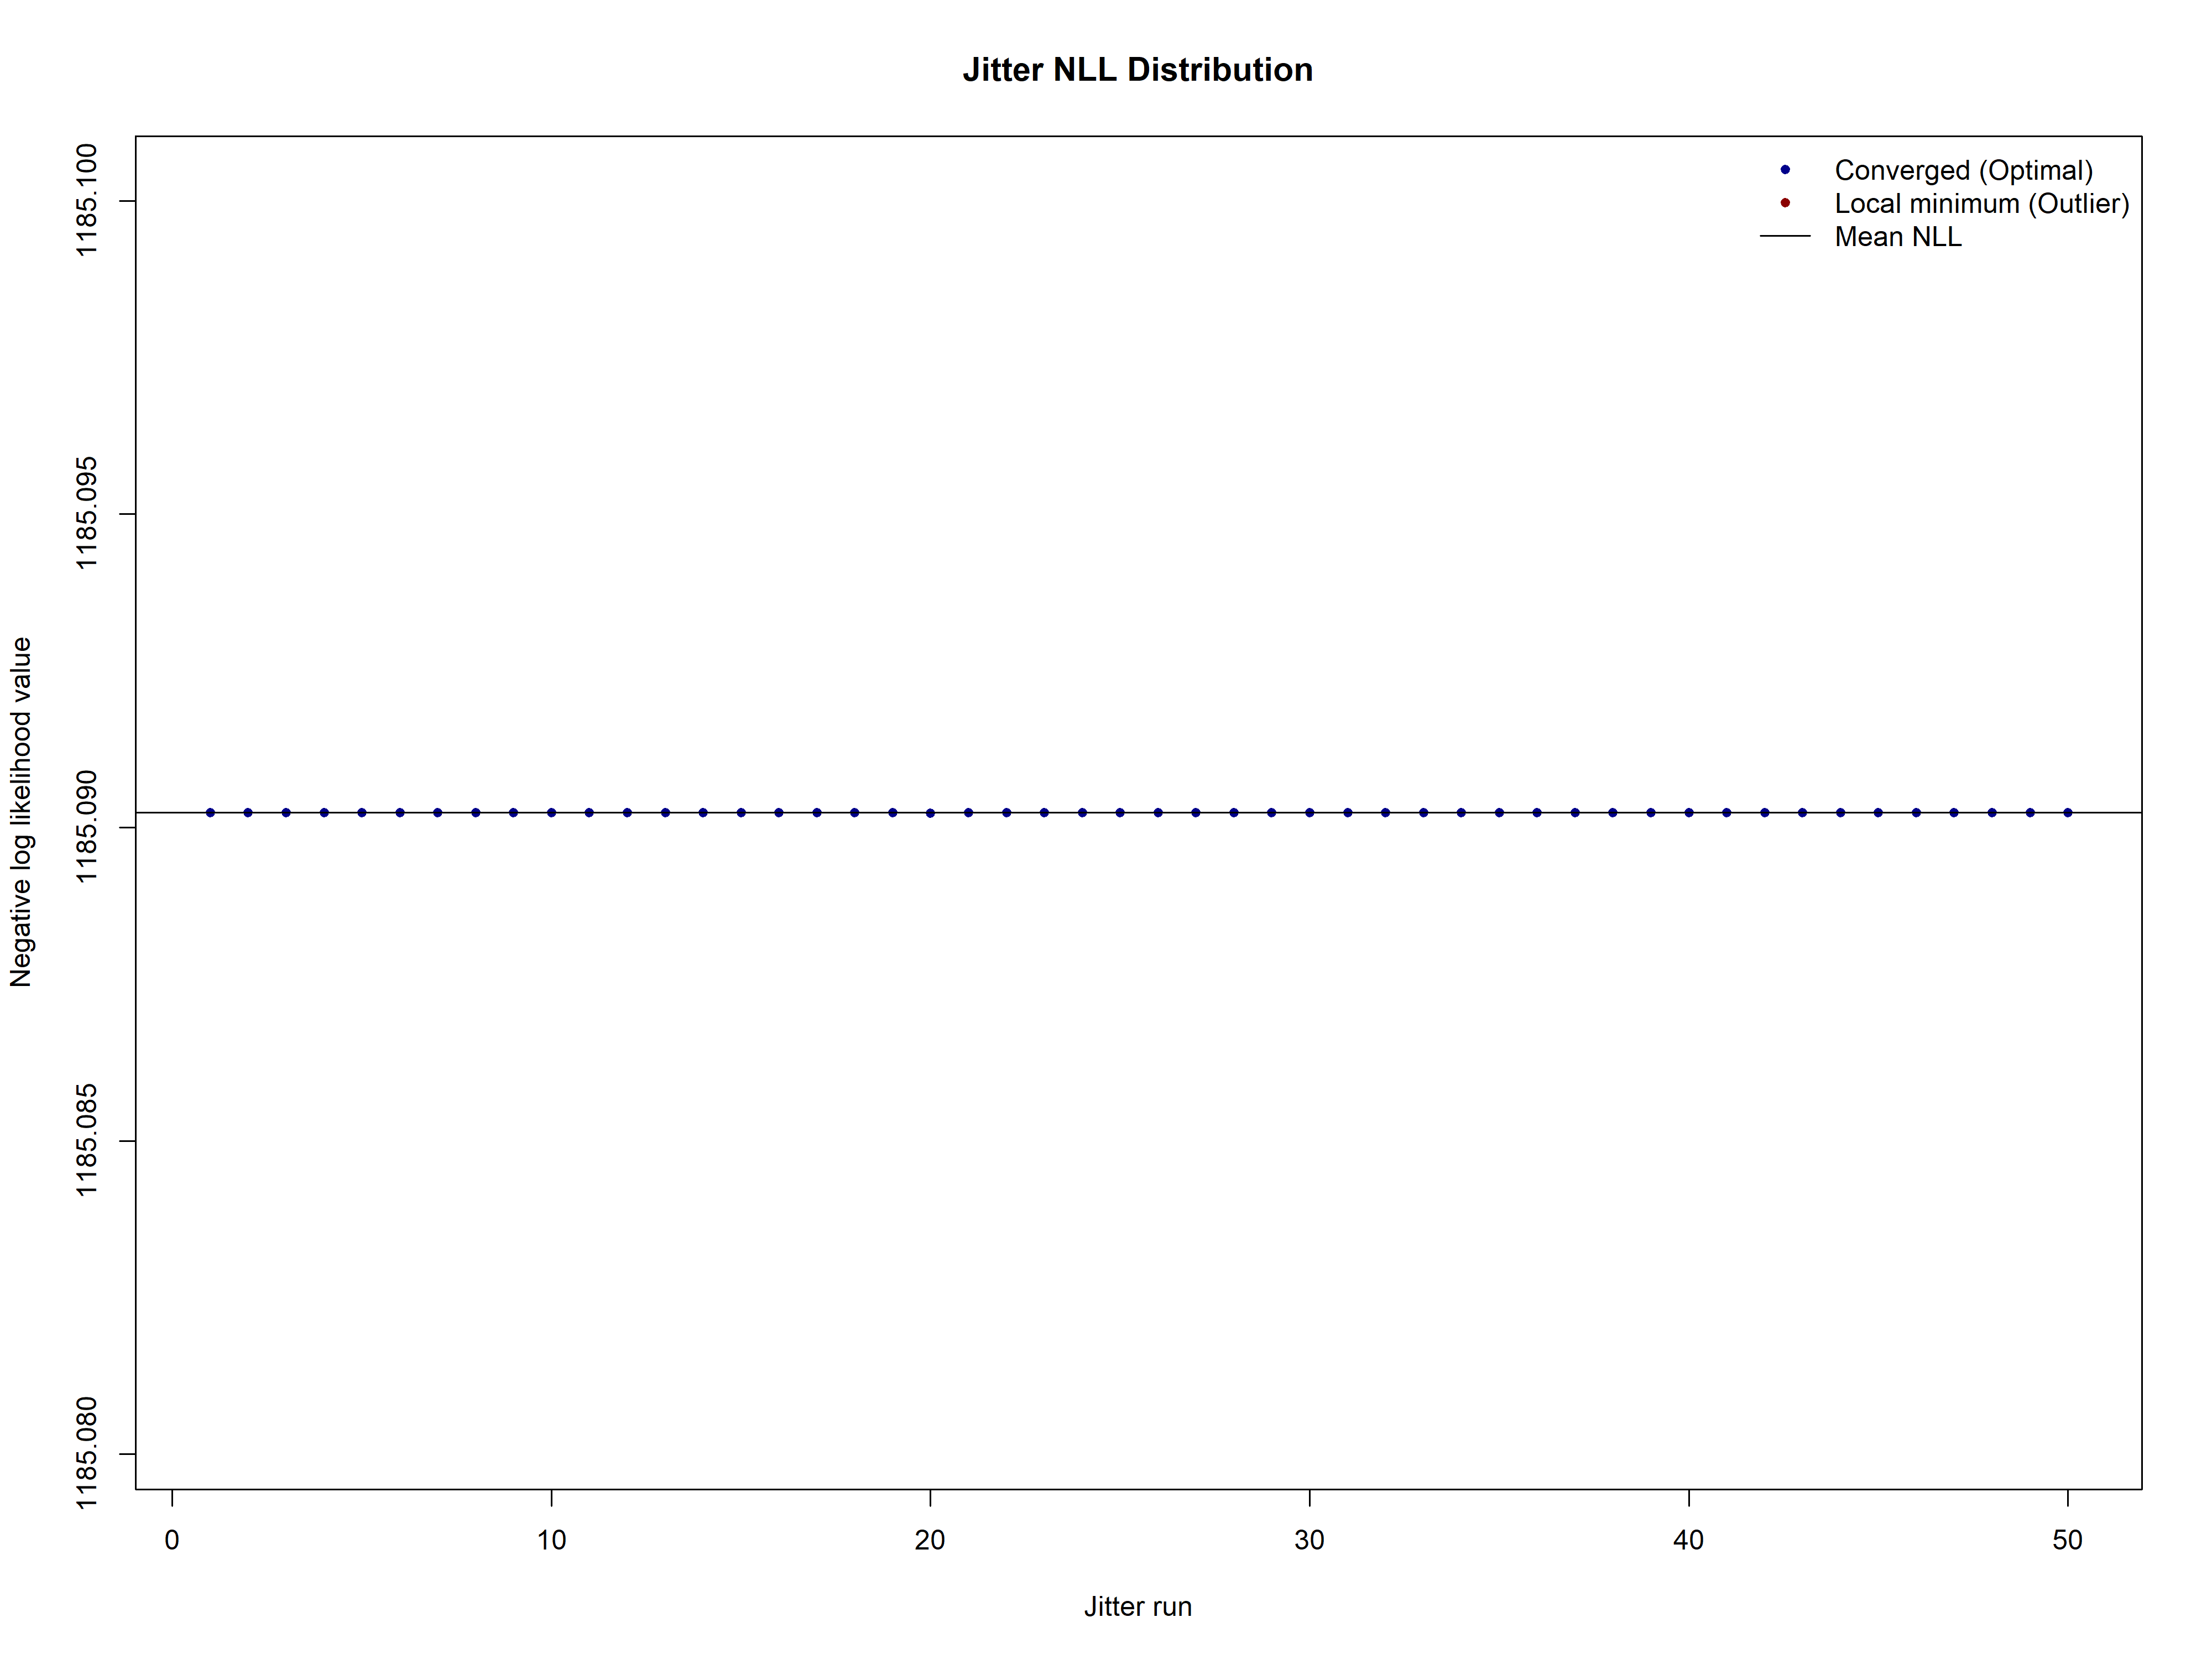 Jitter NLL Distribution
Converged (Optimal)
Local minimum (Outlier)
Mean NLL
Negative log likelihood value
1185.100
1185.095
1185.090
1185.085
1185.080
0 10 20 30 40 50
Jitter run